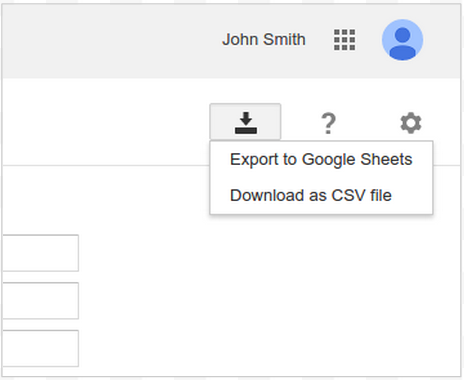 John Smith
?
Export to Google Sheets
Download as CSV file